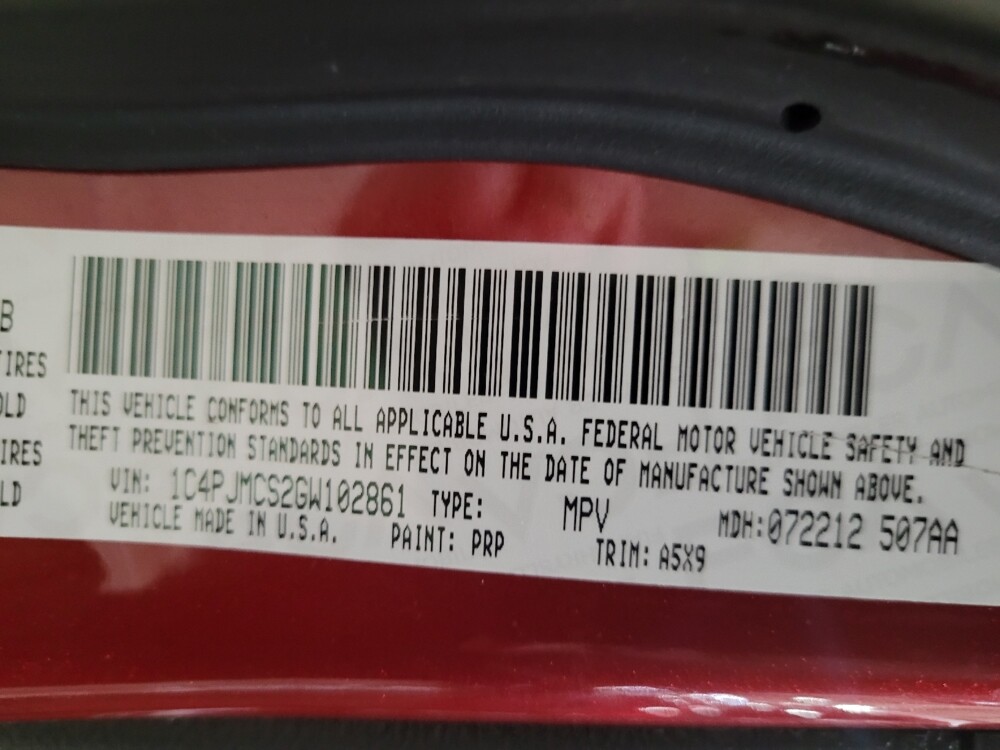 B
TIRES
OLD
IRES
LD
THIS VEHICLE CONFORMS TO ALL APPLICABLE U.S.A. FEDERAL MOTOR VEHICLE SAFETY AND
THEFT PREVENTION STANDARDS IN EFFECT ON THE DATE OF MANUFACTURE SHOWN ABOVE.
VIN: 1C4PJMCS2GW102861 TYPE: MPV MDH:072212 507AA
VEHICLE MADE IN U.S.A. PAINT: PRP TRIM: A5X9